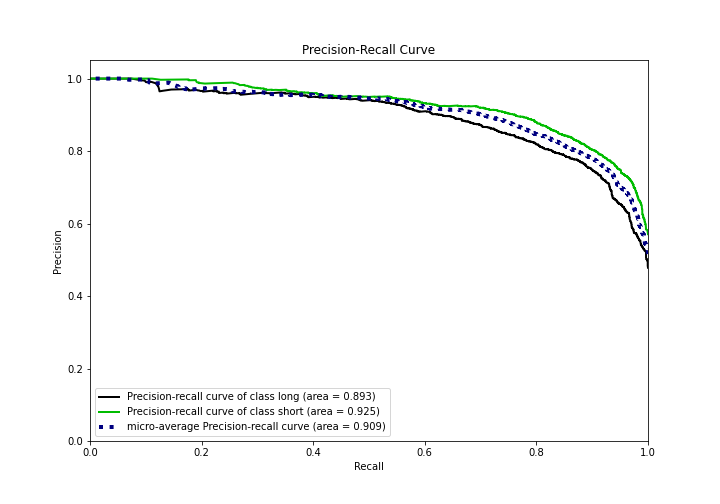 Precision-Recall Curve
1.0
0.8
0.6
0.4
0.2
0.0
Precision
Precision-recall curve of class long (area = 0.893)
Precision-recall curve of class short (area = 0.925)
micro-average Precision-recall curve (area = 0.909)
0.0 0.2 0.4 0.6 0.8 1.0
Recall